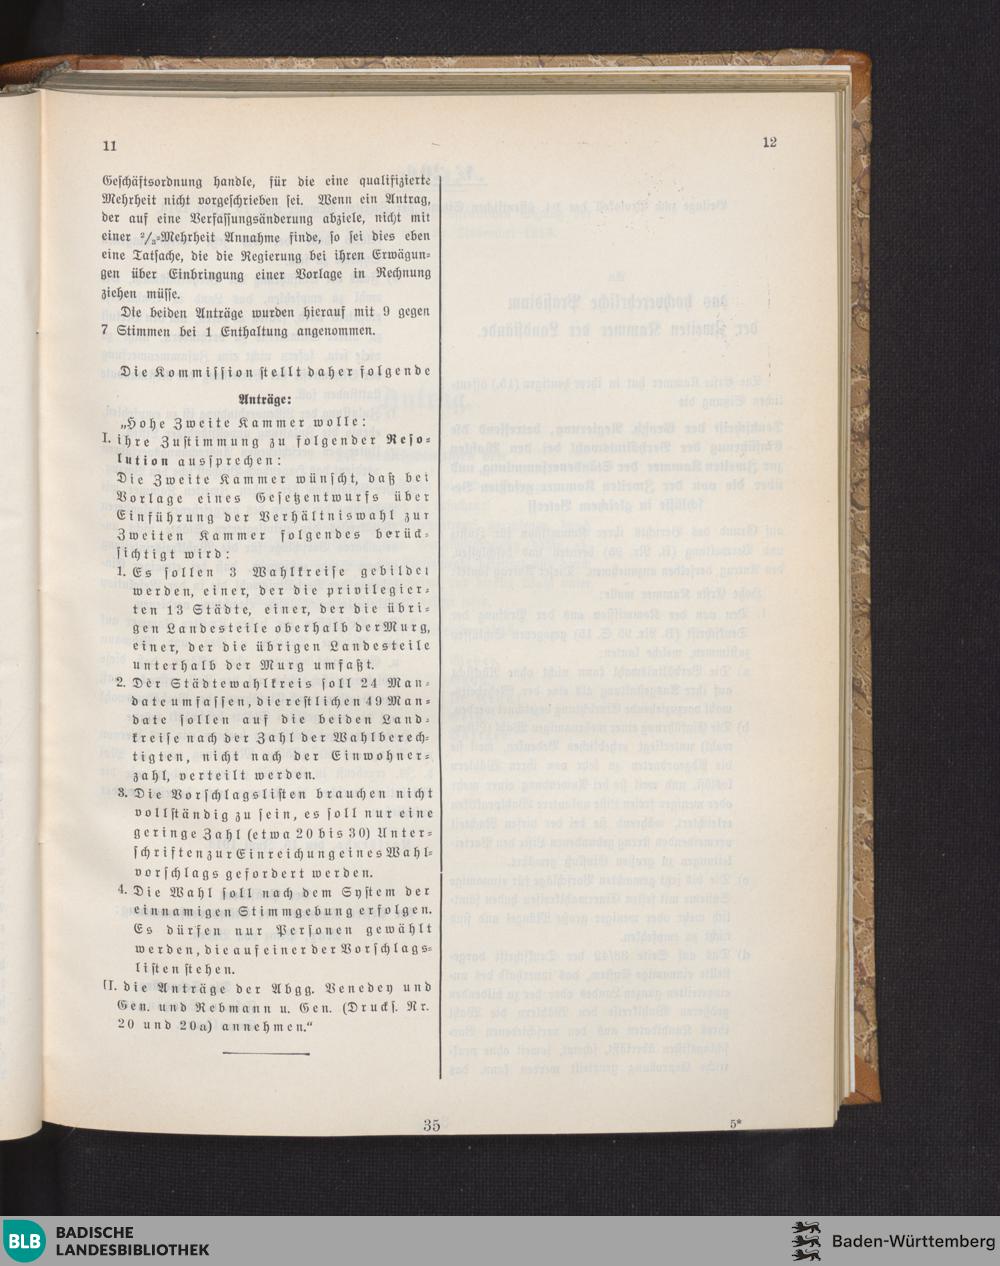 11
12
Geschäftsordnung handle, für die eine qualifizierte
Mehrheit nicht vorgeschrieben sei. Wenn ein Antrag,
der auf eine Verfassungsänderung abziele, nicht mit
einer 2/3=Mehrheit Annahme finde, so sei dies eben
eine Tatsache, die die Regierung bei ihren Erwägun=
gen über Einbringung einer Vorlage in Rechnung
ziehen müsse.
Die beiden Anträge wurden hierauf mit 9 gegen
7 Stimmen bei 1 Enthaltung angenommen.
Die Kommission stellt daher folgende
Anträge:
„Hohe Zweite Kammer wolle:
I. ihre Zustimmung zu folgender Reso=
lution aussprechen:
Die Zweite Kammer wünscht, daß bei
Vorlage eines Gesetzentwurfs über
Einführung der Verhältniswahl zur
Zweiten Kammer folgendes berück=
sichtigt wird:
1. Es sollen 3 Wahlkreise gebildet
werden, einer, der die privilegier=
ten 13 Städte, einer, der die übri=
gen Landesteile oberhalb der Murg,
einer, der die übrigen Landesteile
unterhalb der Murg umfaßt.
2. Der Städtewahlkreis soll 24 Man=
date umfassen, die restlichen 49 Man=
date sollen auf die beiden Land=
kreise nach der Zahl der Wahlberech=
tigten, nicht nach der Einwohner=
zahl, verteilt werden.
3. Die Vorschlagslisten brauchen nicht
vollständig zu sein, es soll nur eine
geringe Zahl (etwa 20 bis 30) Unter=
schriften zur Einreichung eines Wahl=
vorschlags gefordert werden.
4. Die Wahl soll nach dem System der
einnamigen Stimmgebung erfolgen.
Es dürfen nur Personen gewählt
werden, die auf einer der Vorschlags=
listen stehen.
II. die Anträge der Abgg. Venedey und
Gen. und Rebmann u. Gen. (Drucks. Nr.
20 und 20a) annehmen.“
35
5*
BLB BADISCHE
LANDESBIBLIOTHEK
Baden-Württemberg